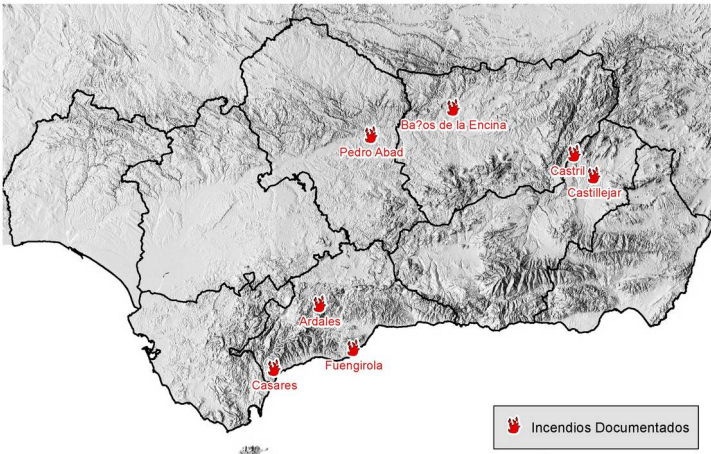 Ba?os de la Encina
Pedro Abad
Castril
Castillejar
Ardales
Fuengirola
Casares
Incendios Documentados